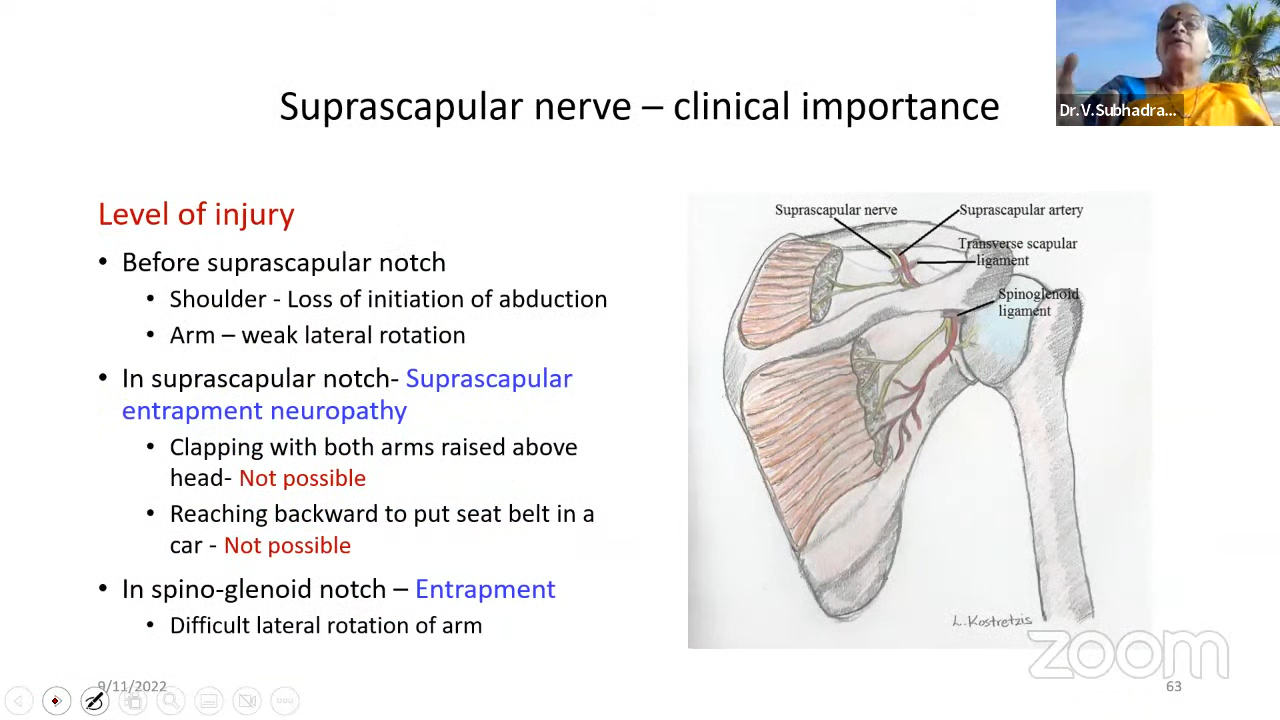 Dr.V.Subhadra...
Suprascapular nerve – clinical importance
Level of injury
• Before suprascapular notch
• Shoulder - Loss of initiation of abduction
• Arm – weak lateral rotation
• In suprascapular notch- Suprascapular
entrapment neuropathy
• Clapping with both arms raised above
head- Not possible
• Reaching backward to put seat belt in a
car - Not possible
• In spino-glenoid notch – Entrapment
• Difficult lateral rotation of arm
Suprascapular nerve
Suprascapular artery
Transverse scapular
ligament
Spinoglenoid
ligament
L.Kostretzis
zoom
9/11/2022
63